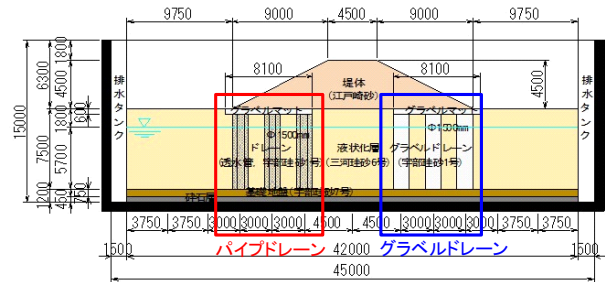 9750 9000 4500 9000 9750
8100 8100
1800
6300
4500
15000
600
1800
7500
5700
750
1200
450
4500
排水タンク
排水タンク
堤体
(江戸崎砂)
グラベルマット
グラベルマット
Φ1500mm
Φ1500mm
ドレーン
(透水管、宇部珪砂1号)
液状化層
(三河珪砂6号)
グラベルドレーン
(宇部珪砂1号)
基礎地盤(宇部珪砂7号)
砕石層
3750 3750 3000 3000 3000 4500 4500 3000 3000 3000 3750 3750
パイプドレーン
グラベルドレーン
1500 42000 1500
45000